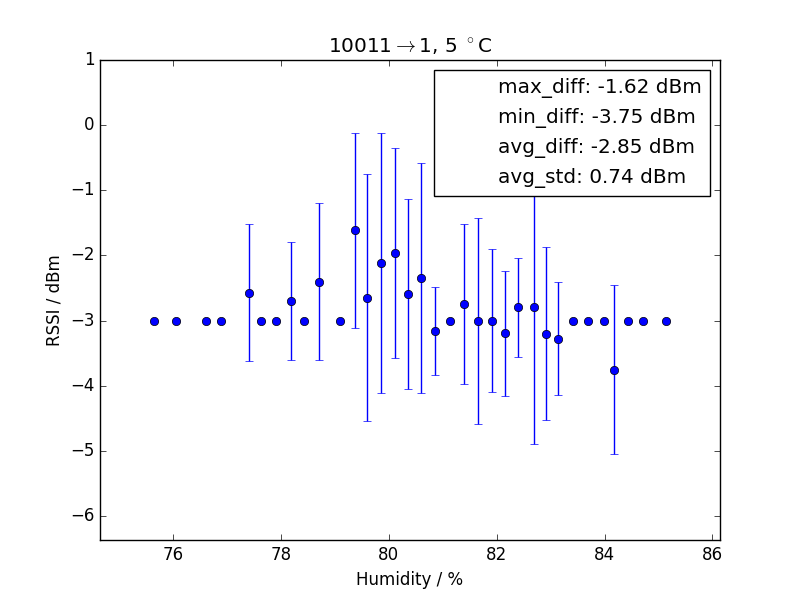 10011→1, 5 °C
max_diff: -1.62 dBm
min_diff: -3.75 dBm
avg_diff: -2.85 dBm
avg_std: 0.74 dBm
RSSI / dBm
1
0
−1
−2
−3
−4
−5
−6
76 78 80 82 84 86
Humidity / %